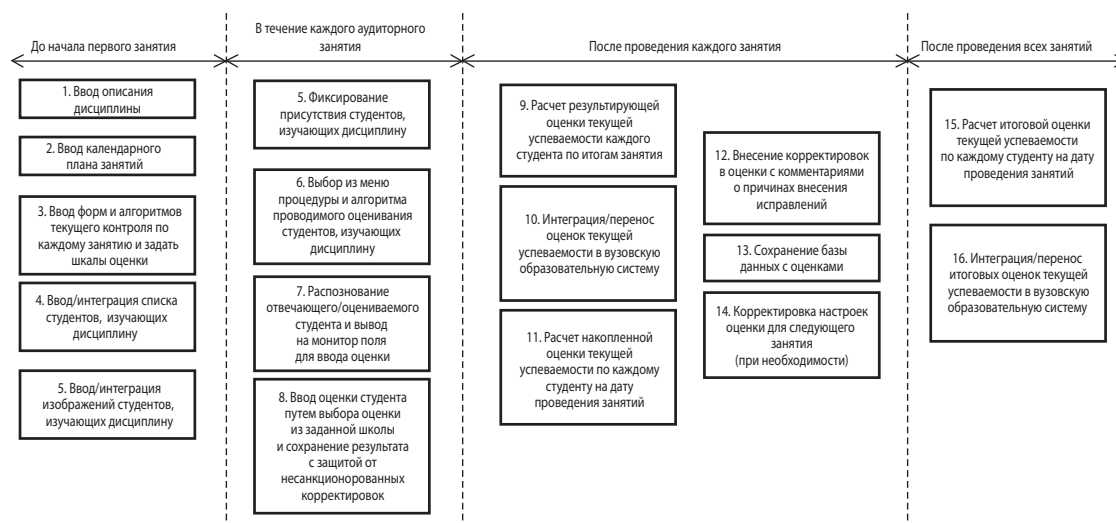 До начала первого занятия
В течение каждого аудиторного
занятия
После проведения каждого занятия
После проведения всех занятий
1. Ввод описания
дисциплины
2. Ввод календарного
плана занятий
3. Ввод форм и алгоритмов
текущего контроля по
каждому занятию и задать
шкалы оценки
4. Ввод/интеграция списка
студентов, изучающих
дисциплину
5. Ввод/интеграция
изображений студентов,
изучающих дисциплину
5. Фиксирование
присутствия студентов,
изучающих дисциплину
6. Выбор из меню
процедуры и алгоритма
проводимого оценивания
студентов, изучающих
дисциплину
7. Распознование
отвечающего/оцениваемого
студента и вывод
на монитор поля
для ввода оценки
8. Ввод оценки студента
путем выбора оценки
из заданной школы
и сохранение результата
с защитой от
несанкционорованных
корректировок
9. Расчет результирующей
оценки текущей
успеваемости каждого
студента по итогам занятия
10. Интеграция/перенос
оценок текущей
успеваемости в вузовскую
образовательную систему
11. Расчет накопленной
оценки текущей
успеваемости по каждому
студенту на дату
проведения занятий
12. Внесение корректировок
в оценки с комментариями
о причинах внесения
исправлений
13. Сохранение базы
данных с оценками
14. Корректировка настроек
оценки для следующего
занятия
(при необходимости)
15. Расчет итоговой оценки
текущей успеваемости
по каждому студенту на дату
проведения занятий
16. Интеграция/перенос
итоговых оценок текущей
успеваемости в вузовскую
образовательную систему